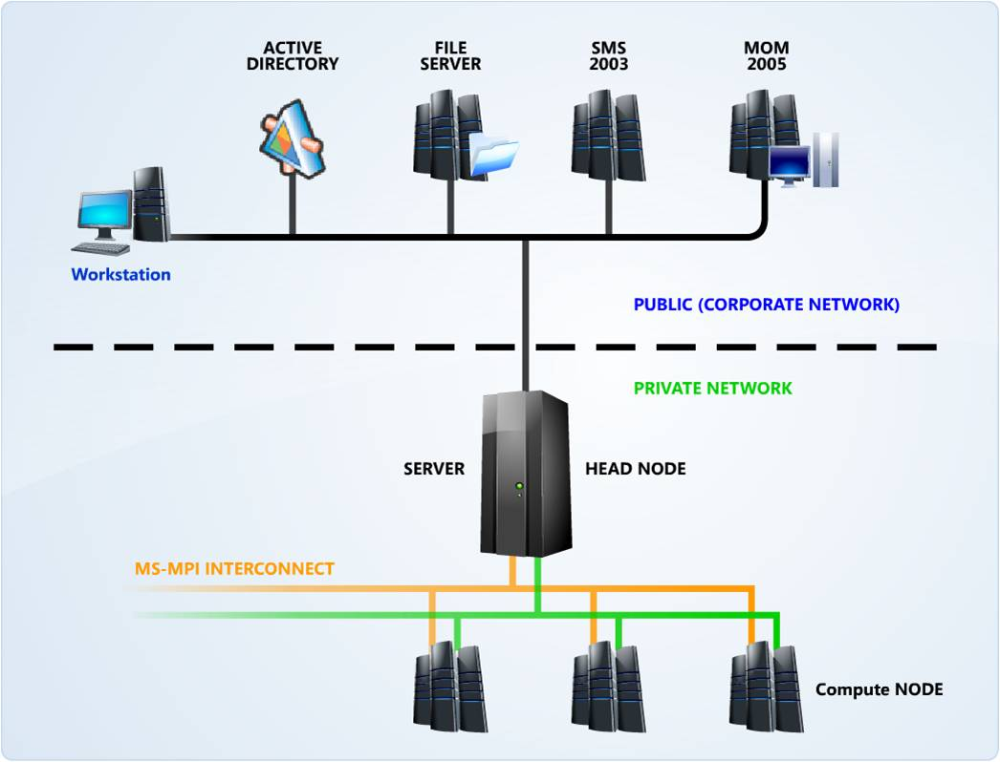 ACTIVE
DIRECTORY
FILE
SERVER
SMS
2003
MOM
2005
Workstation
PUBLIC (CORPORATE NETWORK)
PRIVATE NETWORK
SERVER
HEAD NODE
MS-MPI INTERCONNECT
Compute NODE